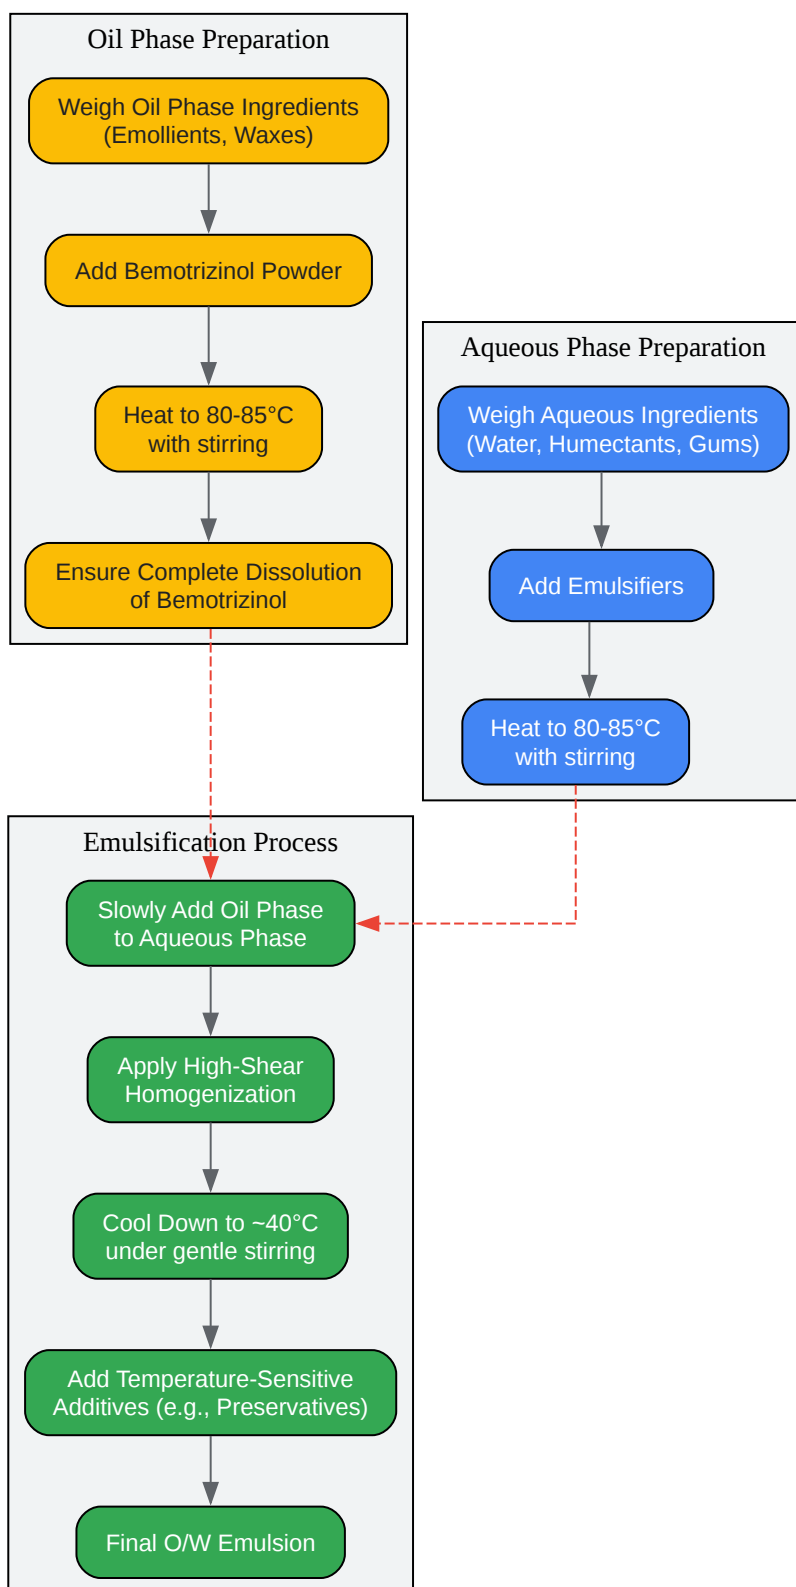 Oil Phase Preparation
Weigh Oil Phase Ingredients
(Emollients, Waxes)
Add Bemotrizinol Powder
Heat to 80-85°C
with stirring
Ensure Complete Dissolution
of Bemotrizinol
Aqueous Phase Preparation
Weigh Aqueous Ingredients
(Water, Humectants, Gums)
Add Emulsifiers
Heat to 80-85°C
with stirring
Emulsification Process
Slowly Add Oil Phase
to Aqueous Phase
Apply High-Shear
Homogenization
Cool Down to ~40°C
under gentle stirring
Add Temperature-Sensitive
Additives (e.g., Preservatives)
Final O/W Emulsion